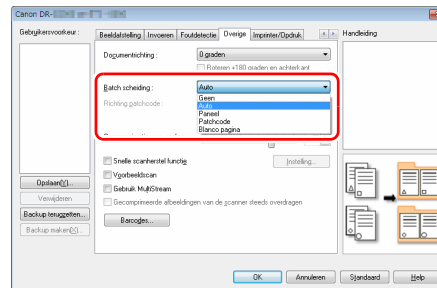 Canon DR-
Gebruikersvoorkeur :
Beeldafstelling Invoeren Foutdetectie Overige Imprinter/Opdruk
Handleiding
Documentrichting :
0 graden
Roteren +180 graden en achterkant
Batch scheiding :
Auto
Richting patchcode :
Geen
Auto
Paneel
Patchcode
Blanco pagina
Snelle scanherstel functie
Instelling...
Voorbeeldscan
Gebruik MultiStream
Gecomprimeerde afbeeldingen van de scanner steeds overdragen
Barcodes...
Opslaan(V)...
Verwijderen
Backup terugzetten...
Backup maken(X)...
OK Annuleren Standaard Help